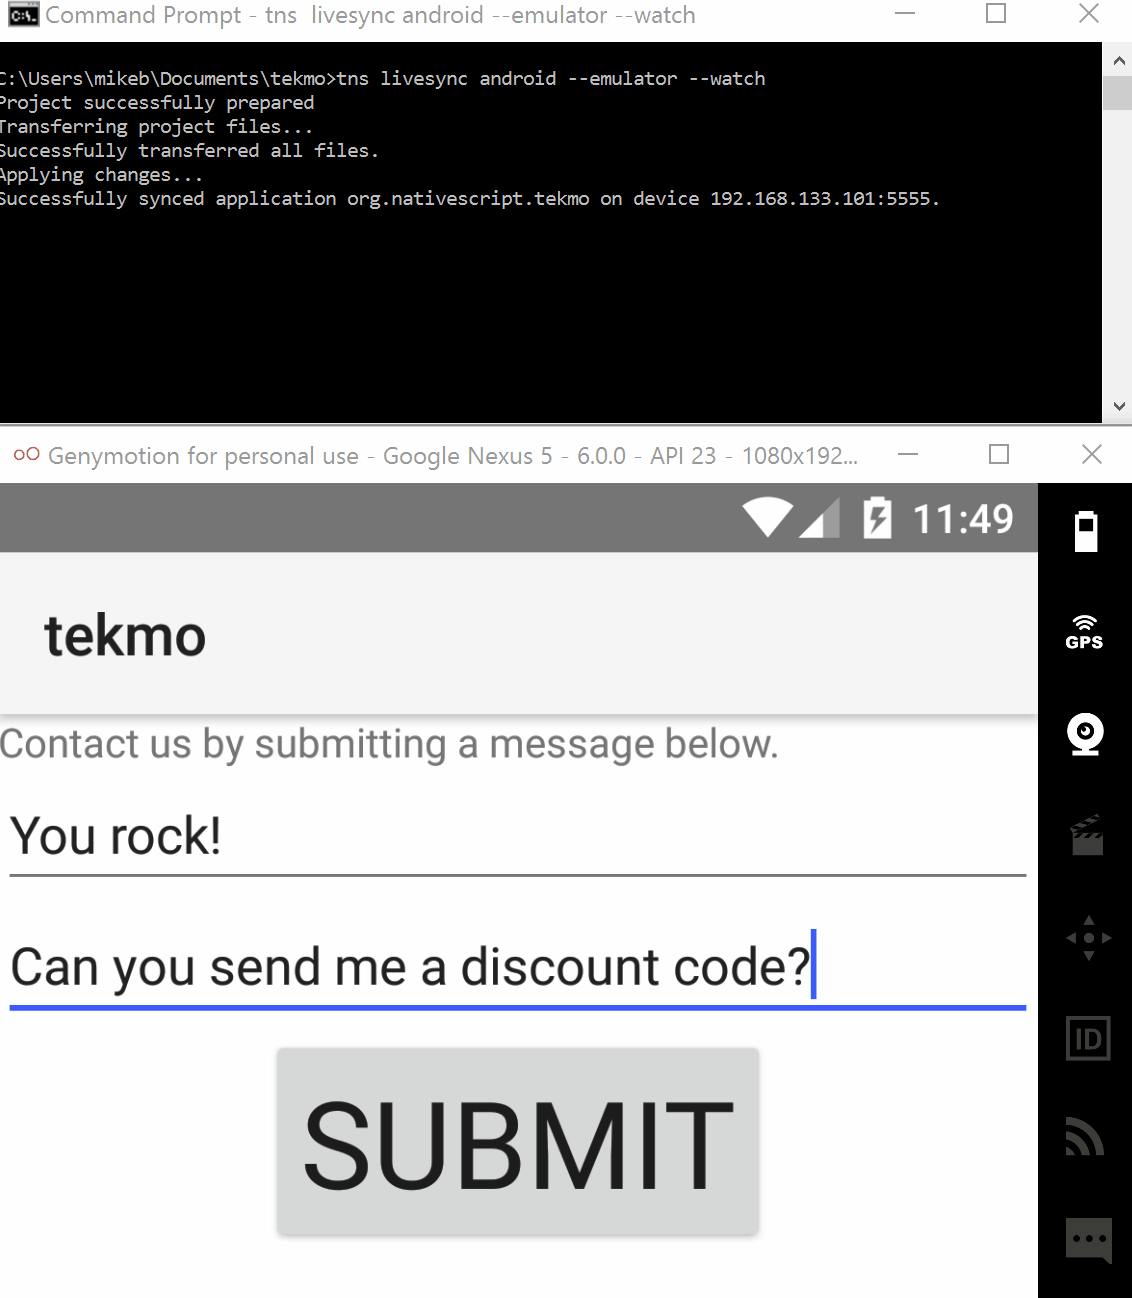 Command Prompt - tns  livesync android --emulator --watch
C:\Users\mikeb\Documents\tekmo>tns livesync android --emulator --watch
Project successfully prepared
Transferring project files...
Successfully transferred all files.
Applying changes...
Successfully synced application org.nativescript.tekmo on device 192.168.133.101:5555.
Genymotion for personal use - Google Nexus 5 - 6.0.0 - API 23 - 1080x192...
11:49
GPS
tekmo
Contact us by submitting a message below.
You rock!
Can you send me a discount code?
ID
SUBMIT